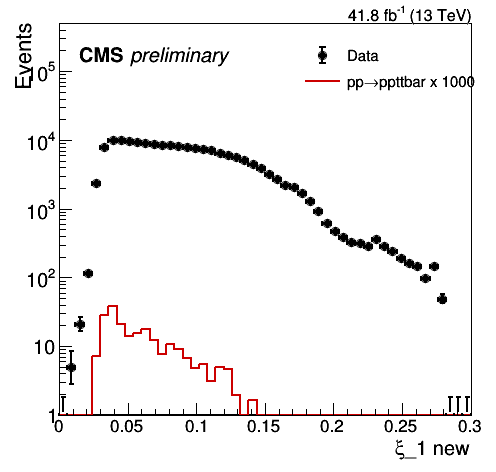 41.8 fb⁻¹ (13 TeV)
Events
CMS preliminary
Data
pp→ppttbar x 1000
10⁵
10⁴
10³
10²
10
1
0 0.05 0.1 0.15 0.2 0.25 0.3
ξ_1 new